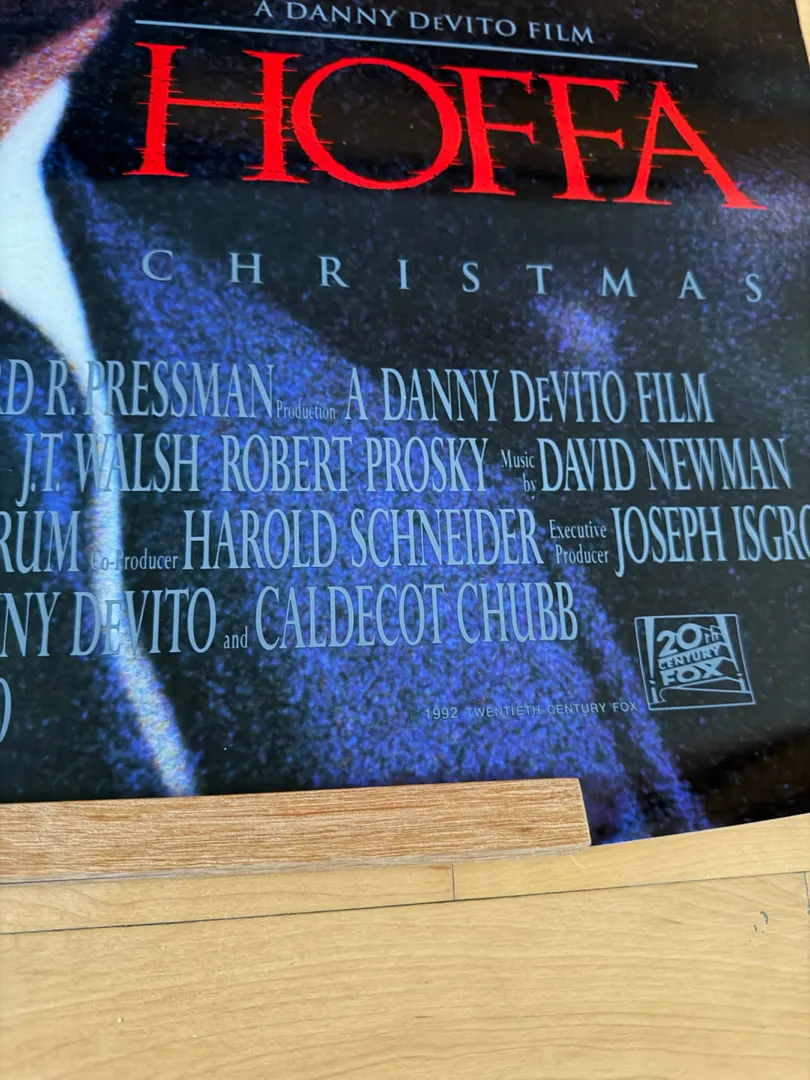 A DANNY DeVITO FILM
HOFFA
CHRISTMAS
R. PRESSMAN Production A DANNY DeVITO FILM
J.T. WALSH ROBERT PROSKY Music by DAVID NEWMAN
RUM Co-Producer HAROLD SCHNEIDER Executive Producer JOSEPH ISGRO
NY DeVITO and CALDECOT CHUBB
20TH CENTURY FOX
1992 TWENTIETH CENTURY FOX